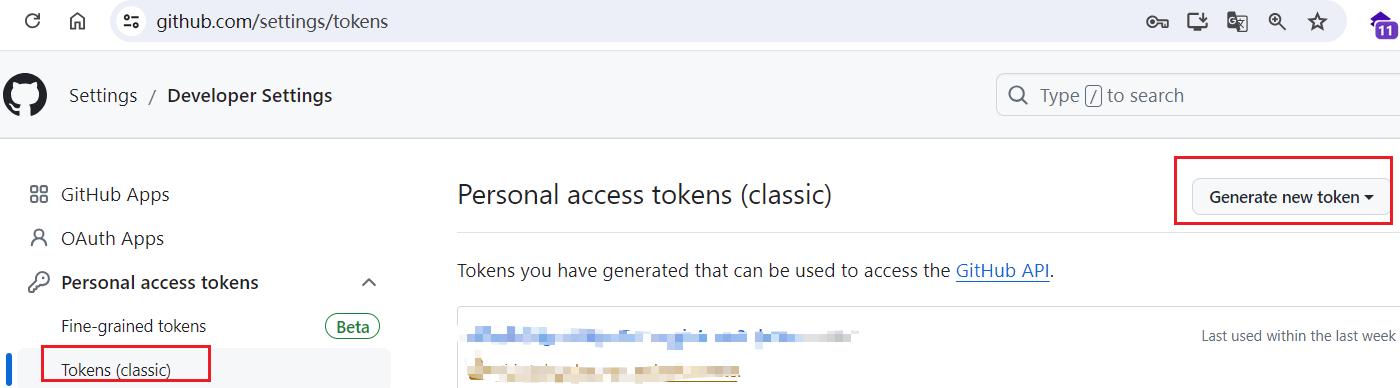 github.com/settings/tokens
11
Settings / Developer Settings
Type / to search
GitHub Apps
OAuth Apps
Personal access tokens
Fine-grained tokens Beta
Tokens (classic)
Personal access tokens (classic)
Generate new token
Tokens you have generated that can be used to access the GitHub API.
Last used within the last week